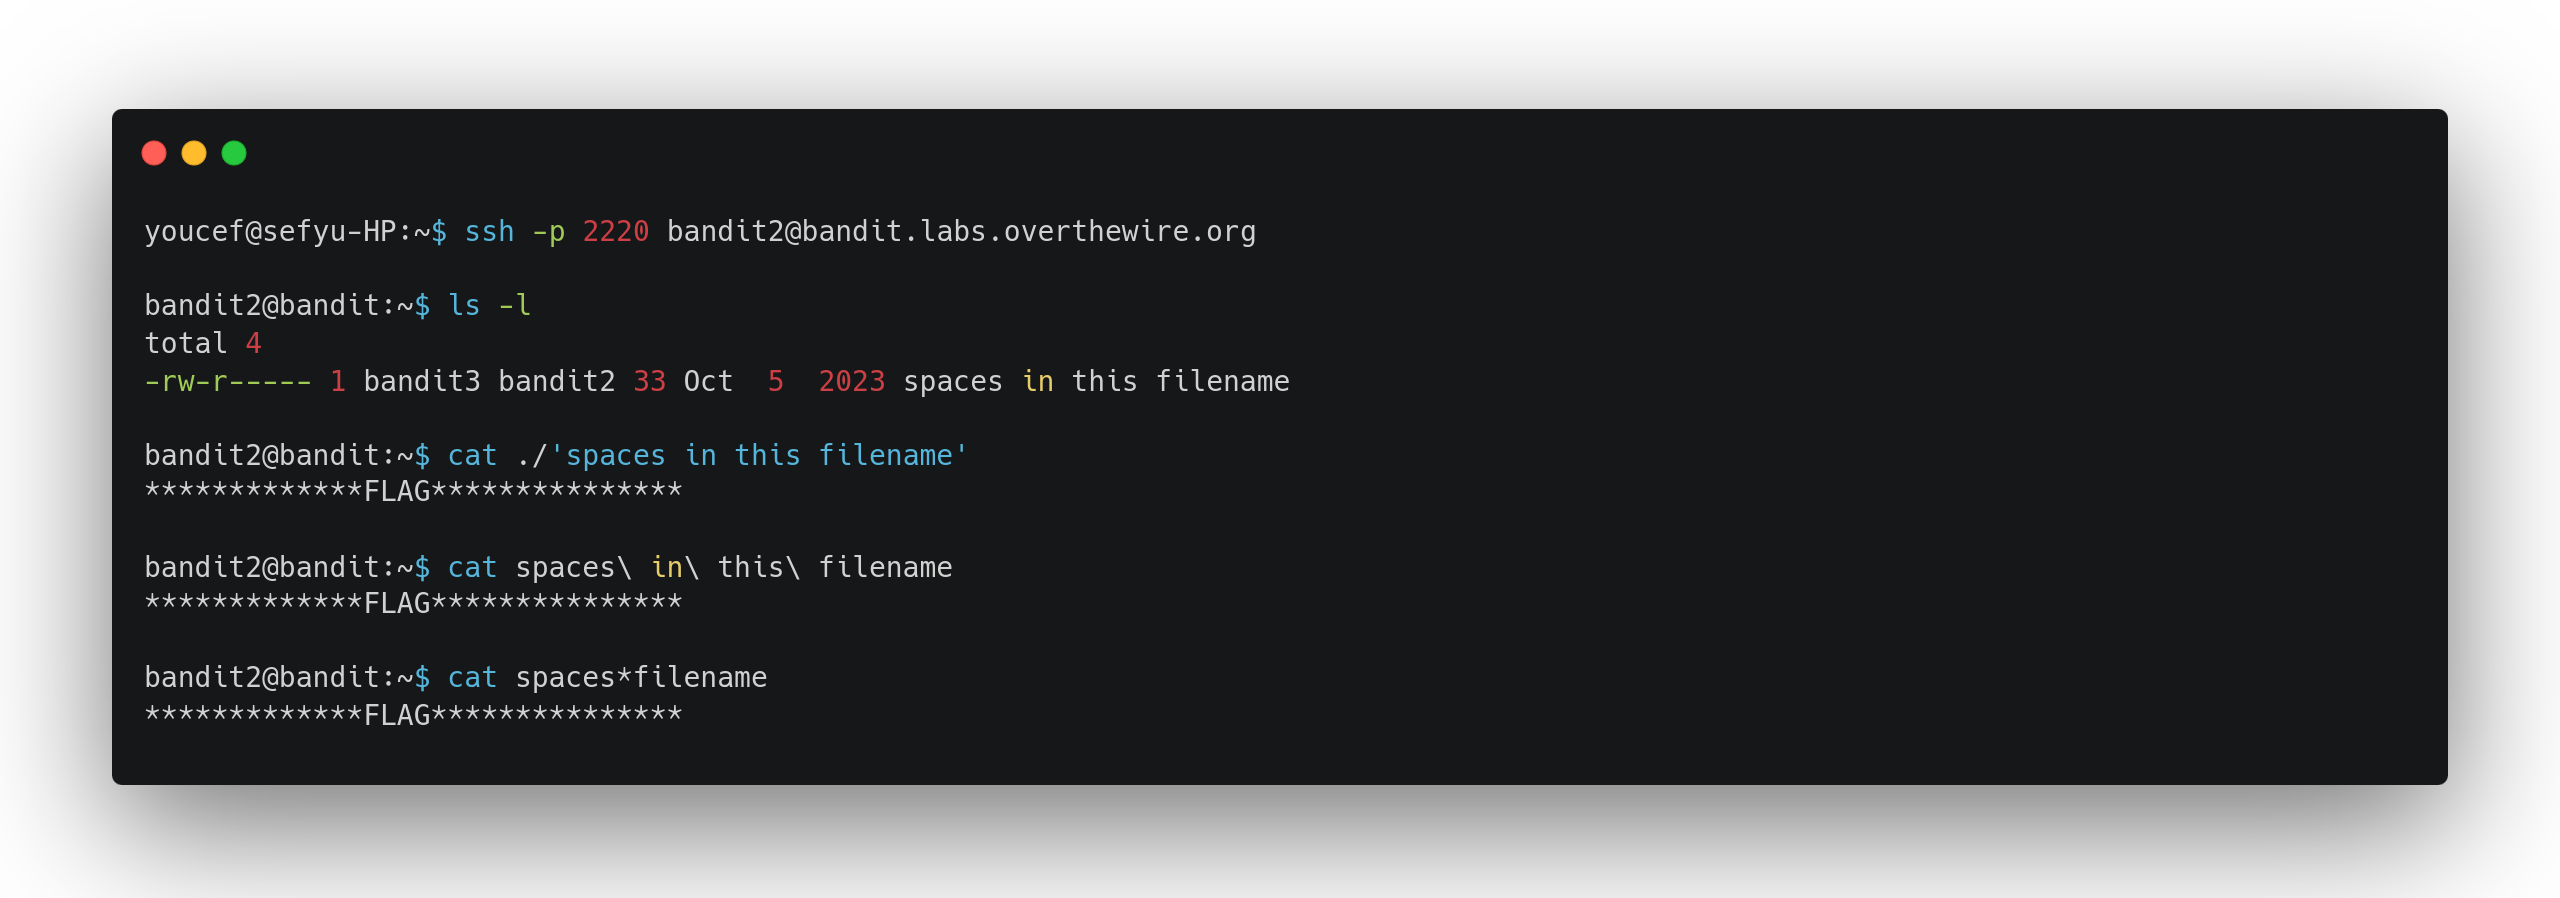 youcef@sefyu-HP:~$ ssh -p 2220 bandit2@bandit.labs.overthewire.org
bandit2@bandit:~$ ls -l
total 4
-rw-r----- 1 bandit3 bandit2 33 Oct  5  2023 spaces in this filename
bandit2@bandit:~$ cat ./'spaces in this filename'
*************FLAG***************
bandit2@bandit:~$ cat spaces\ in\ this\ filename
*************FLAG***************
bandit2@bandit:~$ cat spaces*filename
*************FLAG***************